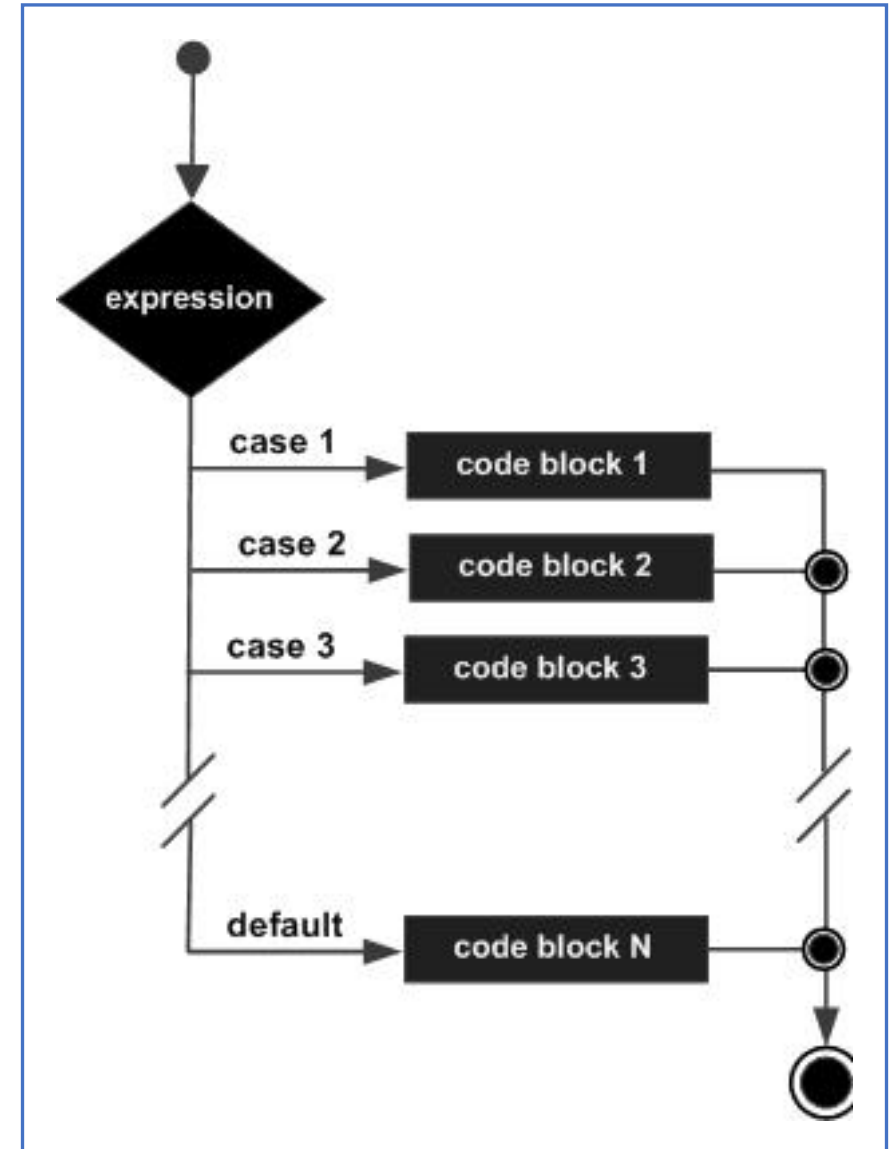 expression
case 1
code block 1
case 2
code block 2
case 3
code block 3
default
code block N